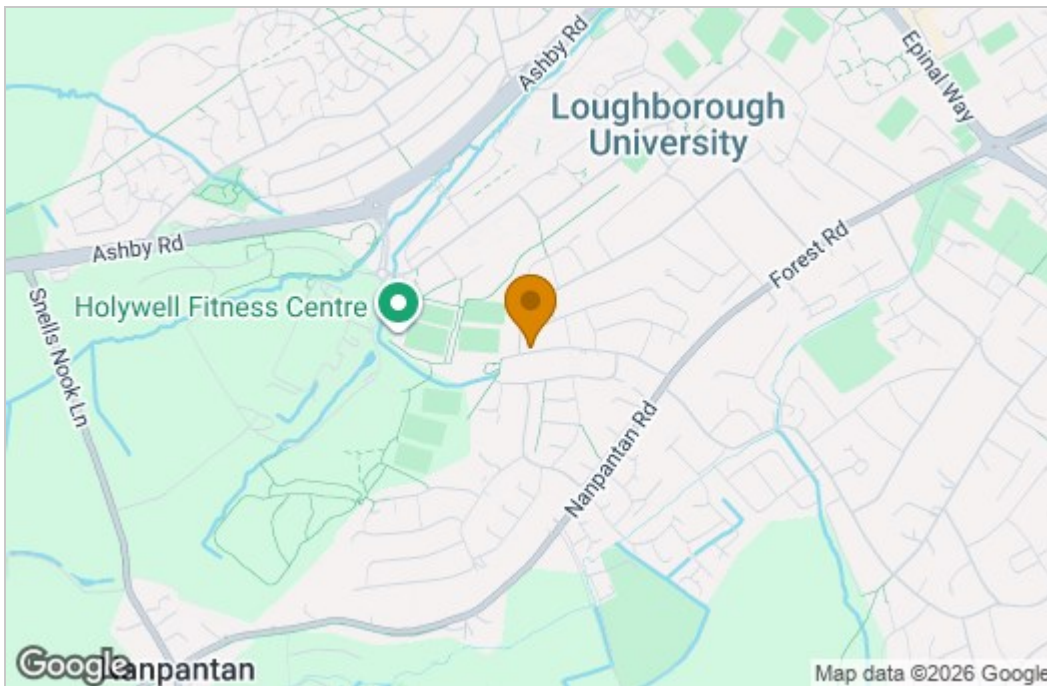 Ashby Rd
Epinal Way
Loughborough
University
Ashby Rd
Forest Rd
Holywell Fitness Centre
Snells Nook Ln
Nanpantan Rd
Google
Nanpantan
Map data ©2026 Google